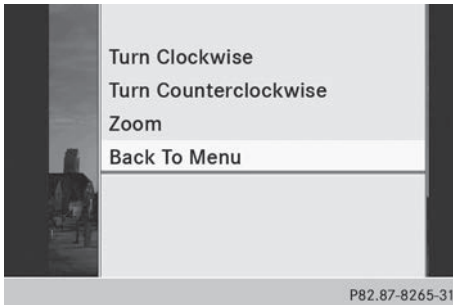 Turn Clockwise
Turn Counterclockwise
Zoom
Back To Menu
P82.87-8265-31